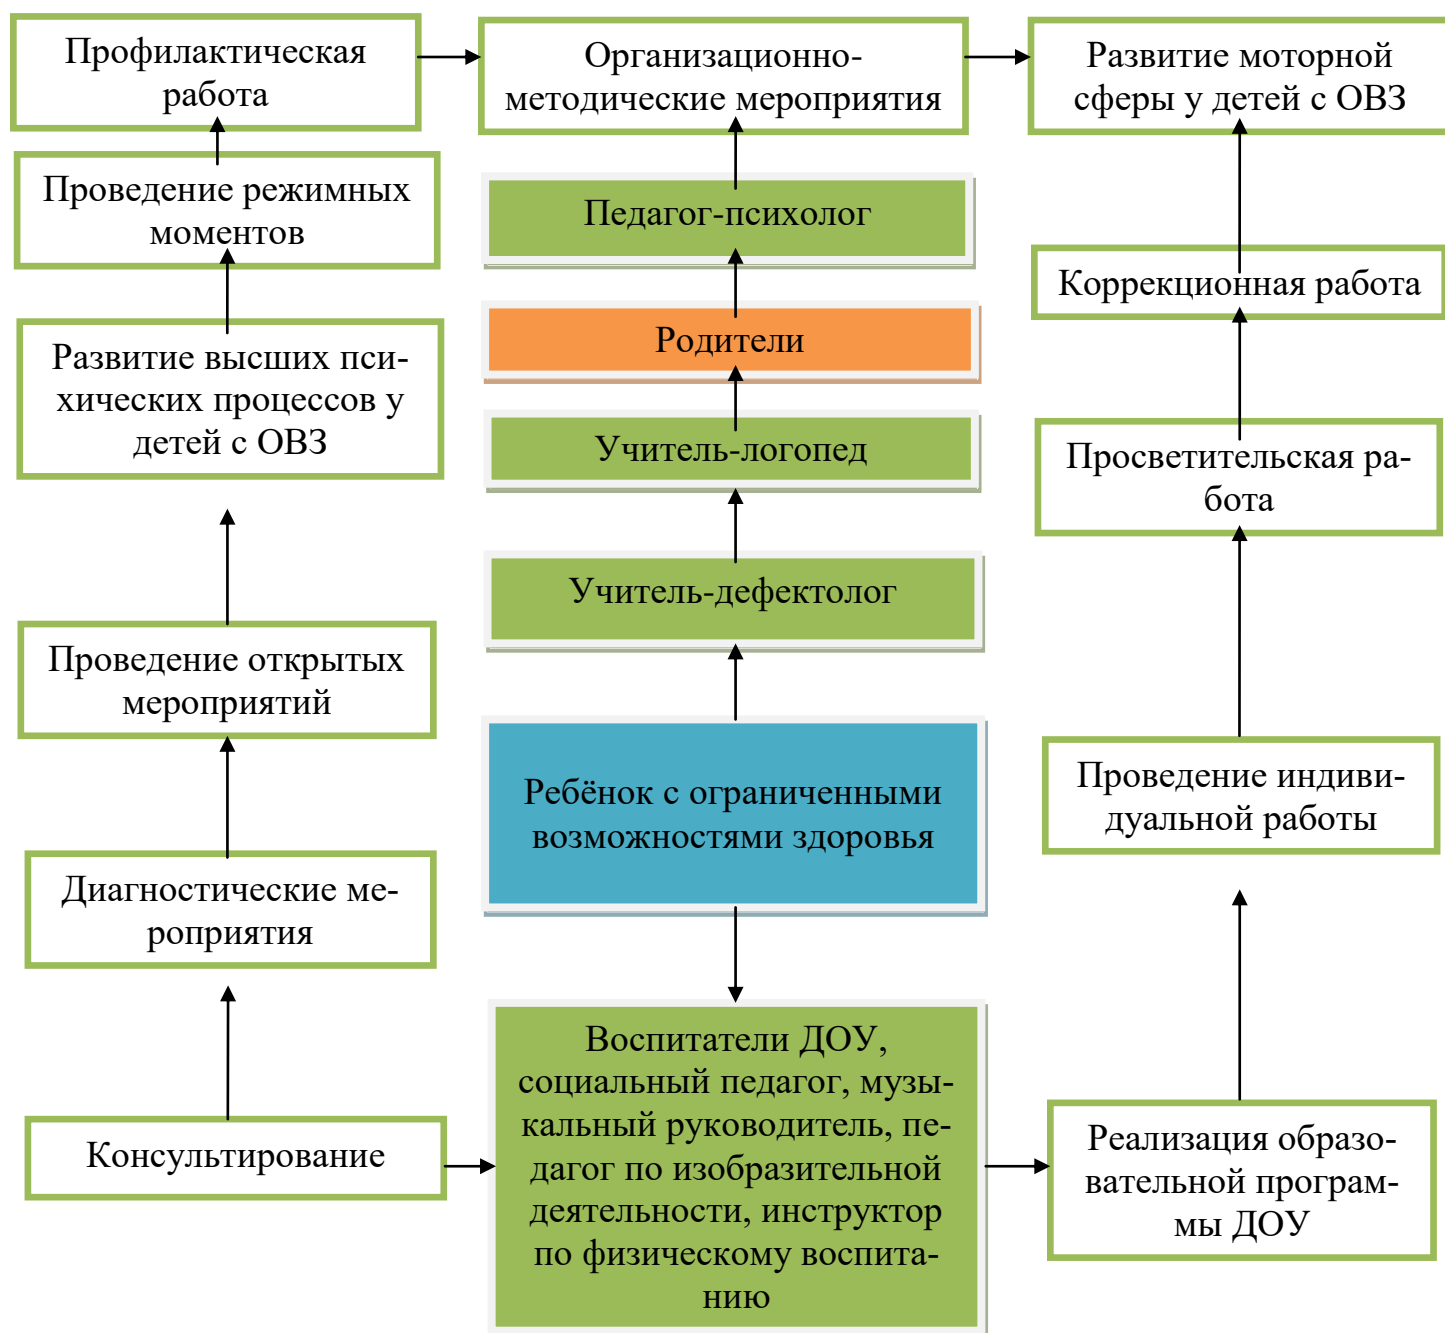 Профилактическая
работа
Организационно-
методические мероприятия
Развитие моторной
сферы у детей с ОВЗ
Проведение режимных
моментов
Педагог-психолог
Коррекционная работа
Родители
Развитие высших пси-
хических процессов у
детей с ОВЗ
Учитель-логопед
Просветительская ра-
бота
Учитель-дефектолог
Проведение открытых
мероприятий
Ребёнок с ограниченными
возможностями здоровья
Проведение индиви-
дуальной работы
Диагностические ме-
роприятия
Консультирование
Воспитатели ДОУ,
социальный педагог, музы-
кальный руководитель, пе-
дагог по изобразительной
деятельности, инструктор
по физическому воспита-
нию
Реализация образо-
вательной програм-
мы ДОУ